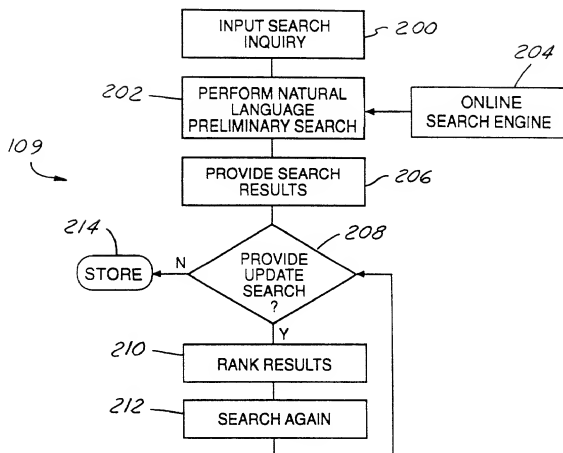 INPUT SEARCH
INQUIRY
200
202
PERFORM NATURAL
LANGUAGE
PRELIMINARY SEARCH
204
ONLINE
SEARCH ENGINE
109
PROVIDE SEARCH
RESULTS
206
214
STORE
N
208
PROVIDE
UPDATE
SEARCH
?
Y
210
RANK RESULTS
212
SEARCH AGAIN